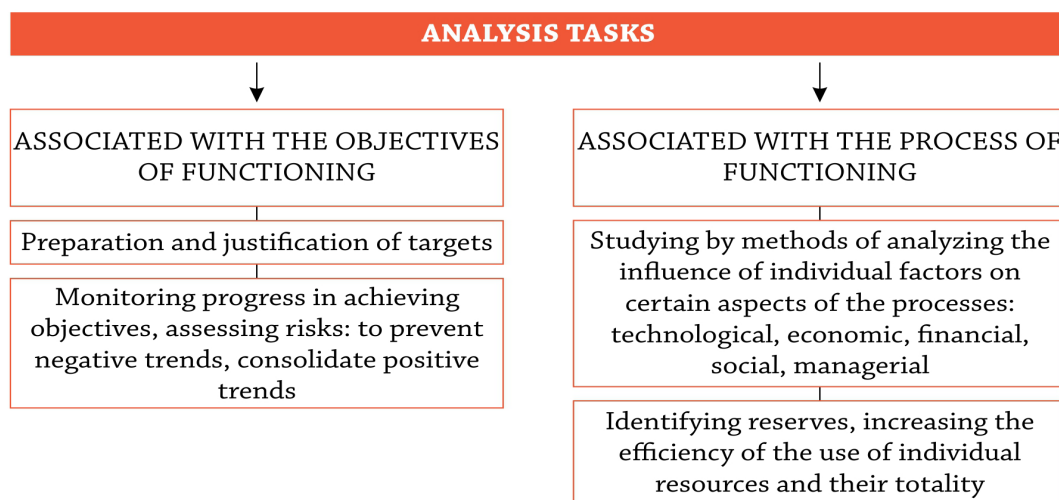 ANALYSIS TASKS
ASSOCIATED WITH THE OBJECTIVES
OF FUNCTIONING
Preparation and justification of targets
Monitoring progress in achieving
objectives, assessing risks: to prevent
negative trends, consolidate positive
trends
ASSOCIATED WITH THE PROCESS OF
FUNCTIONING
Studying by methods of analyzing the
influence of individual factors on
certain aspects of the processes:
technological, economic, financial,
social, managerial
Identifying reserves, increasing the
efficiency of the use of individual
resources and their totality